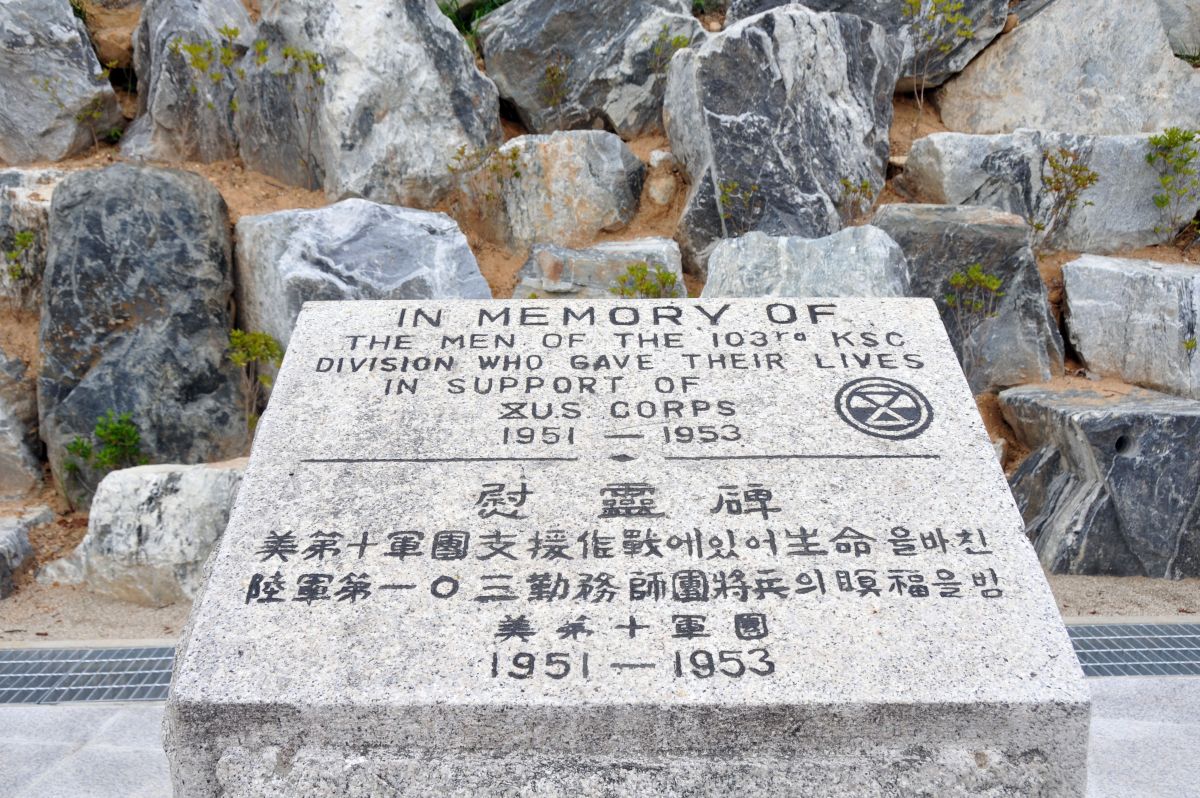 IN MEMORY OF
THE MEN OF THE 103rd KSC
DIVISION WHO GAVE THEIR LIVES
IN SUPPORT OF
X US CORPS
1951 — 1953
慰靈碑
美第十軍團支援作戰에있어生命을바친
陸軍第一〇三勤務師團將兵의瞑福을빔
美第十軍團
1951 — 1953